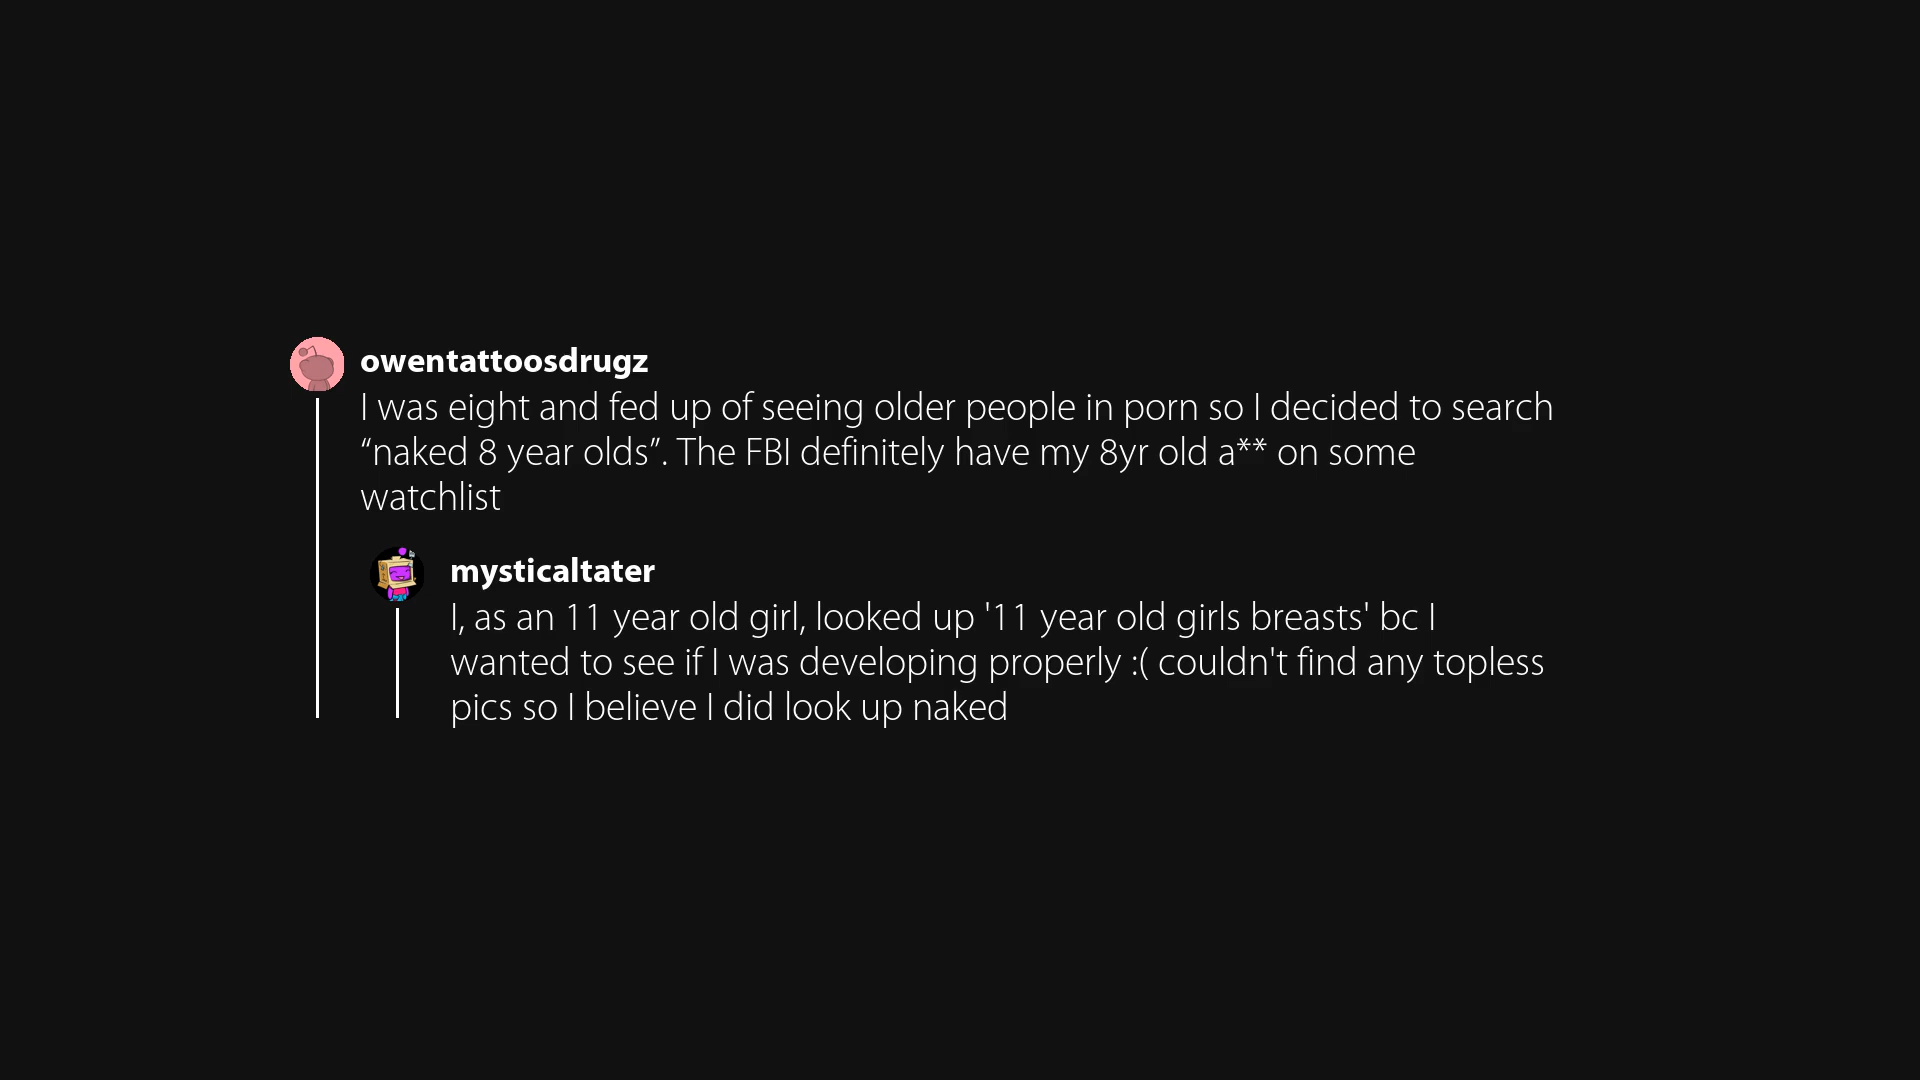 owentattoosdrugz
I was eight and fed up of seeing older people in porn so I decided to search
“naked 8 year olds”. The FBI definitely have my 8yr old a** on some
watchlist
mysticaltater
I, as an 11 year old girl, looked up '11 year old girls breasts' bc I
wanted to see if I was developing properly :( couldn't find any topless
pics so I believe I did look up naked